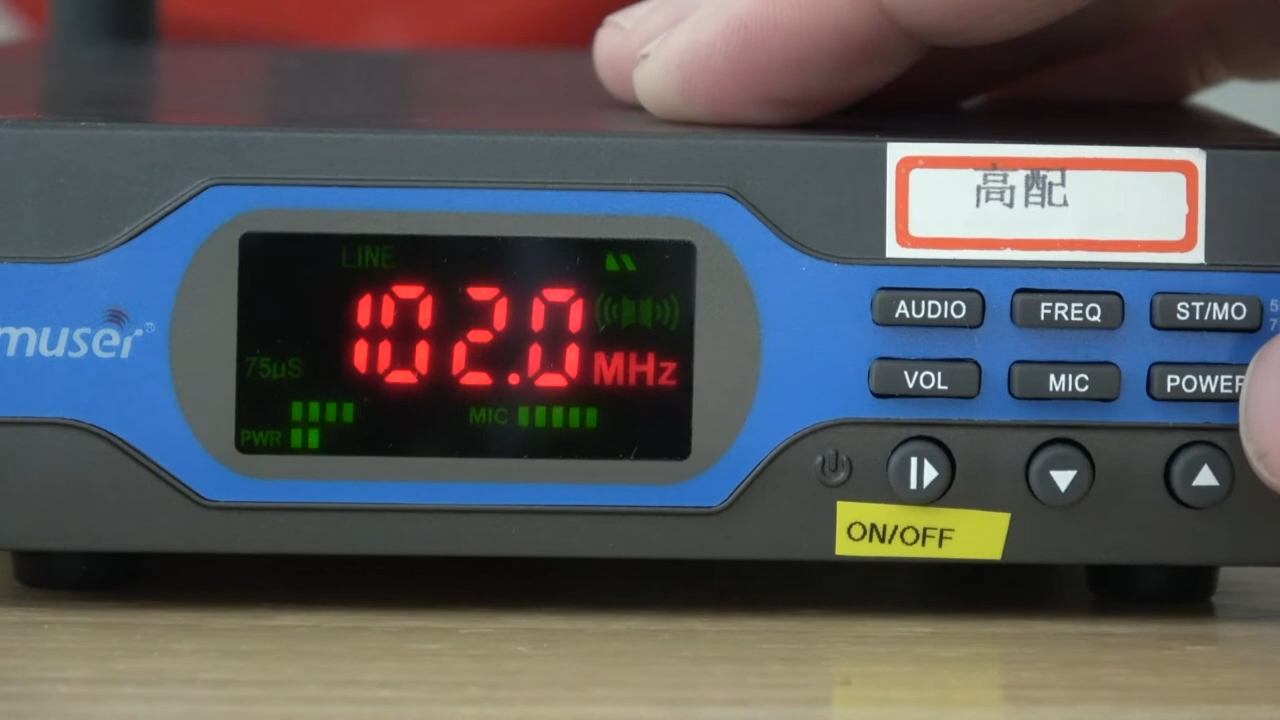 高配
LINE
102.0 MHz
75µS
MIC
PWR
muser®
AUDIO
FREQ
ST/MO
VOL
MIC
POWER
ON/OFF